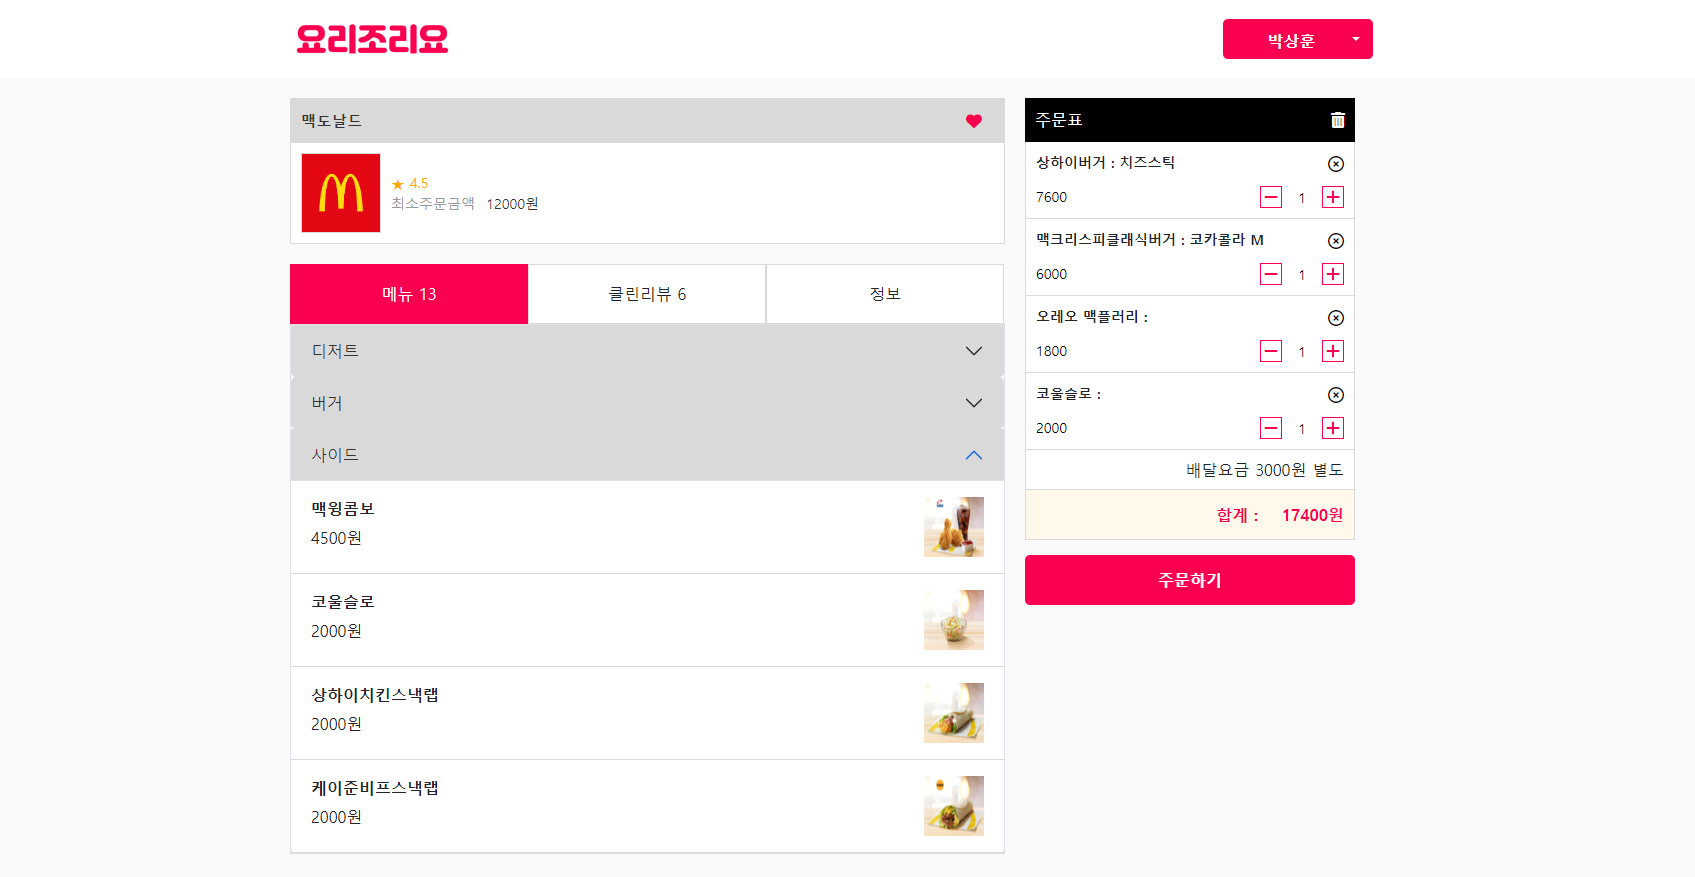 요리조리요
박상훈
맥도날드
★ 4.5
최소주문금액 12000원
메뉴 13
클린리뷰 6
정보
디저트
버거
사이드
맥윙콤보
4500원
코울슬로
2000원
상하이치킨스낵랩
2000원
케이준비프스낵랩
2000원
주문표
상하이버거 : 치즈스틱
7600
1
맥크리스피클래식버거 : 코카콜라 M
6000
1
오레오 맥플러리 :
1800
1
코울슬로 :
2000
1
배달요금 3000원 별도
합계 : 17400원
주문하기